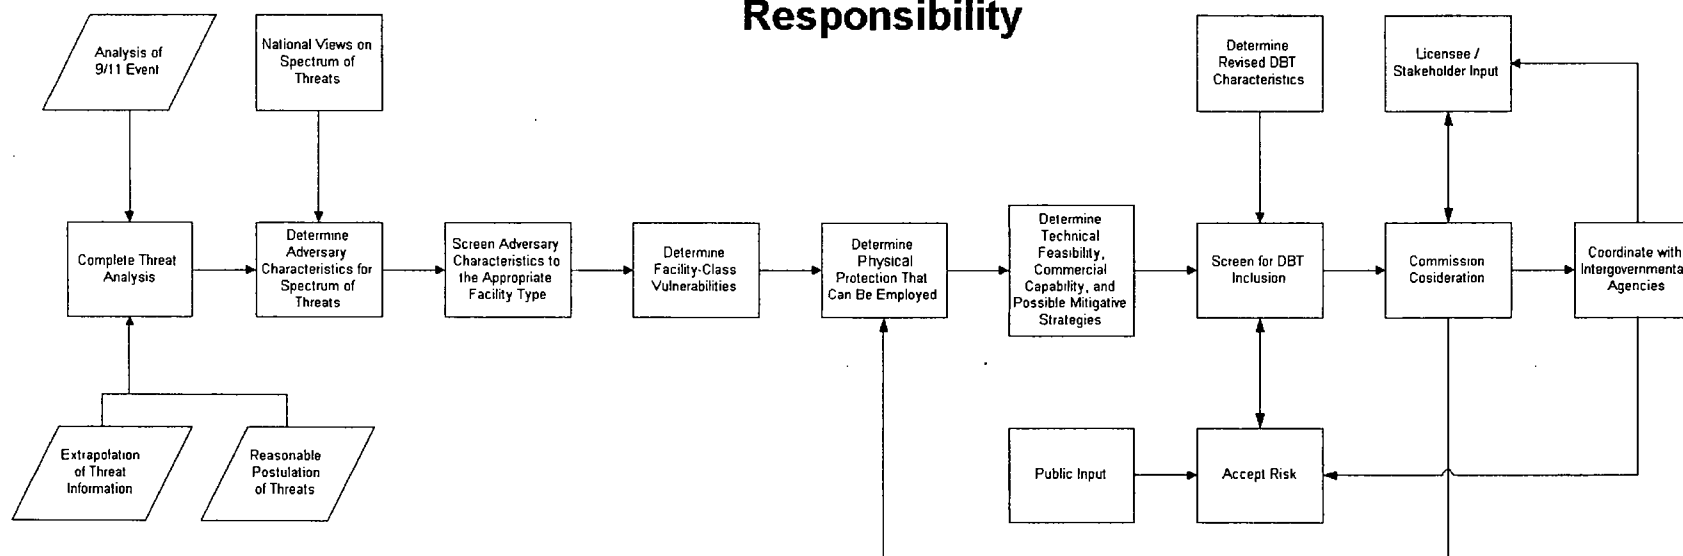 Responsibility
Analysis of
9/11 Event
National Views on
Spectrum of
Threats
Determine
Revised DBT
Characteristics
Licensee /
Stakeholder Input
Complete Threat
Analysis
Determine
Adversary
Characteristics for
Spectrum of
Threats
Screen Adversary
Characteristics to
the Appropriate
Facility Type
Determine
Facility-Class
Vulnerabilities
Determine
Physical
Protection That
Can Be Employed
Determine
Technical
Feasibility,
Commercial
Capability, and
Possible Mitigative
Strategies
Screen for DBT
Inclusion
Commission
Cosideration
Coordinate with
Intergovernmenta
Agencies
Extrapolation
of Threat
Information
Reasonable
Postulation
of Threats
Public Input
Accept Risk